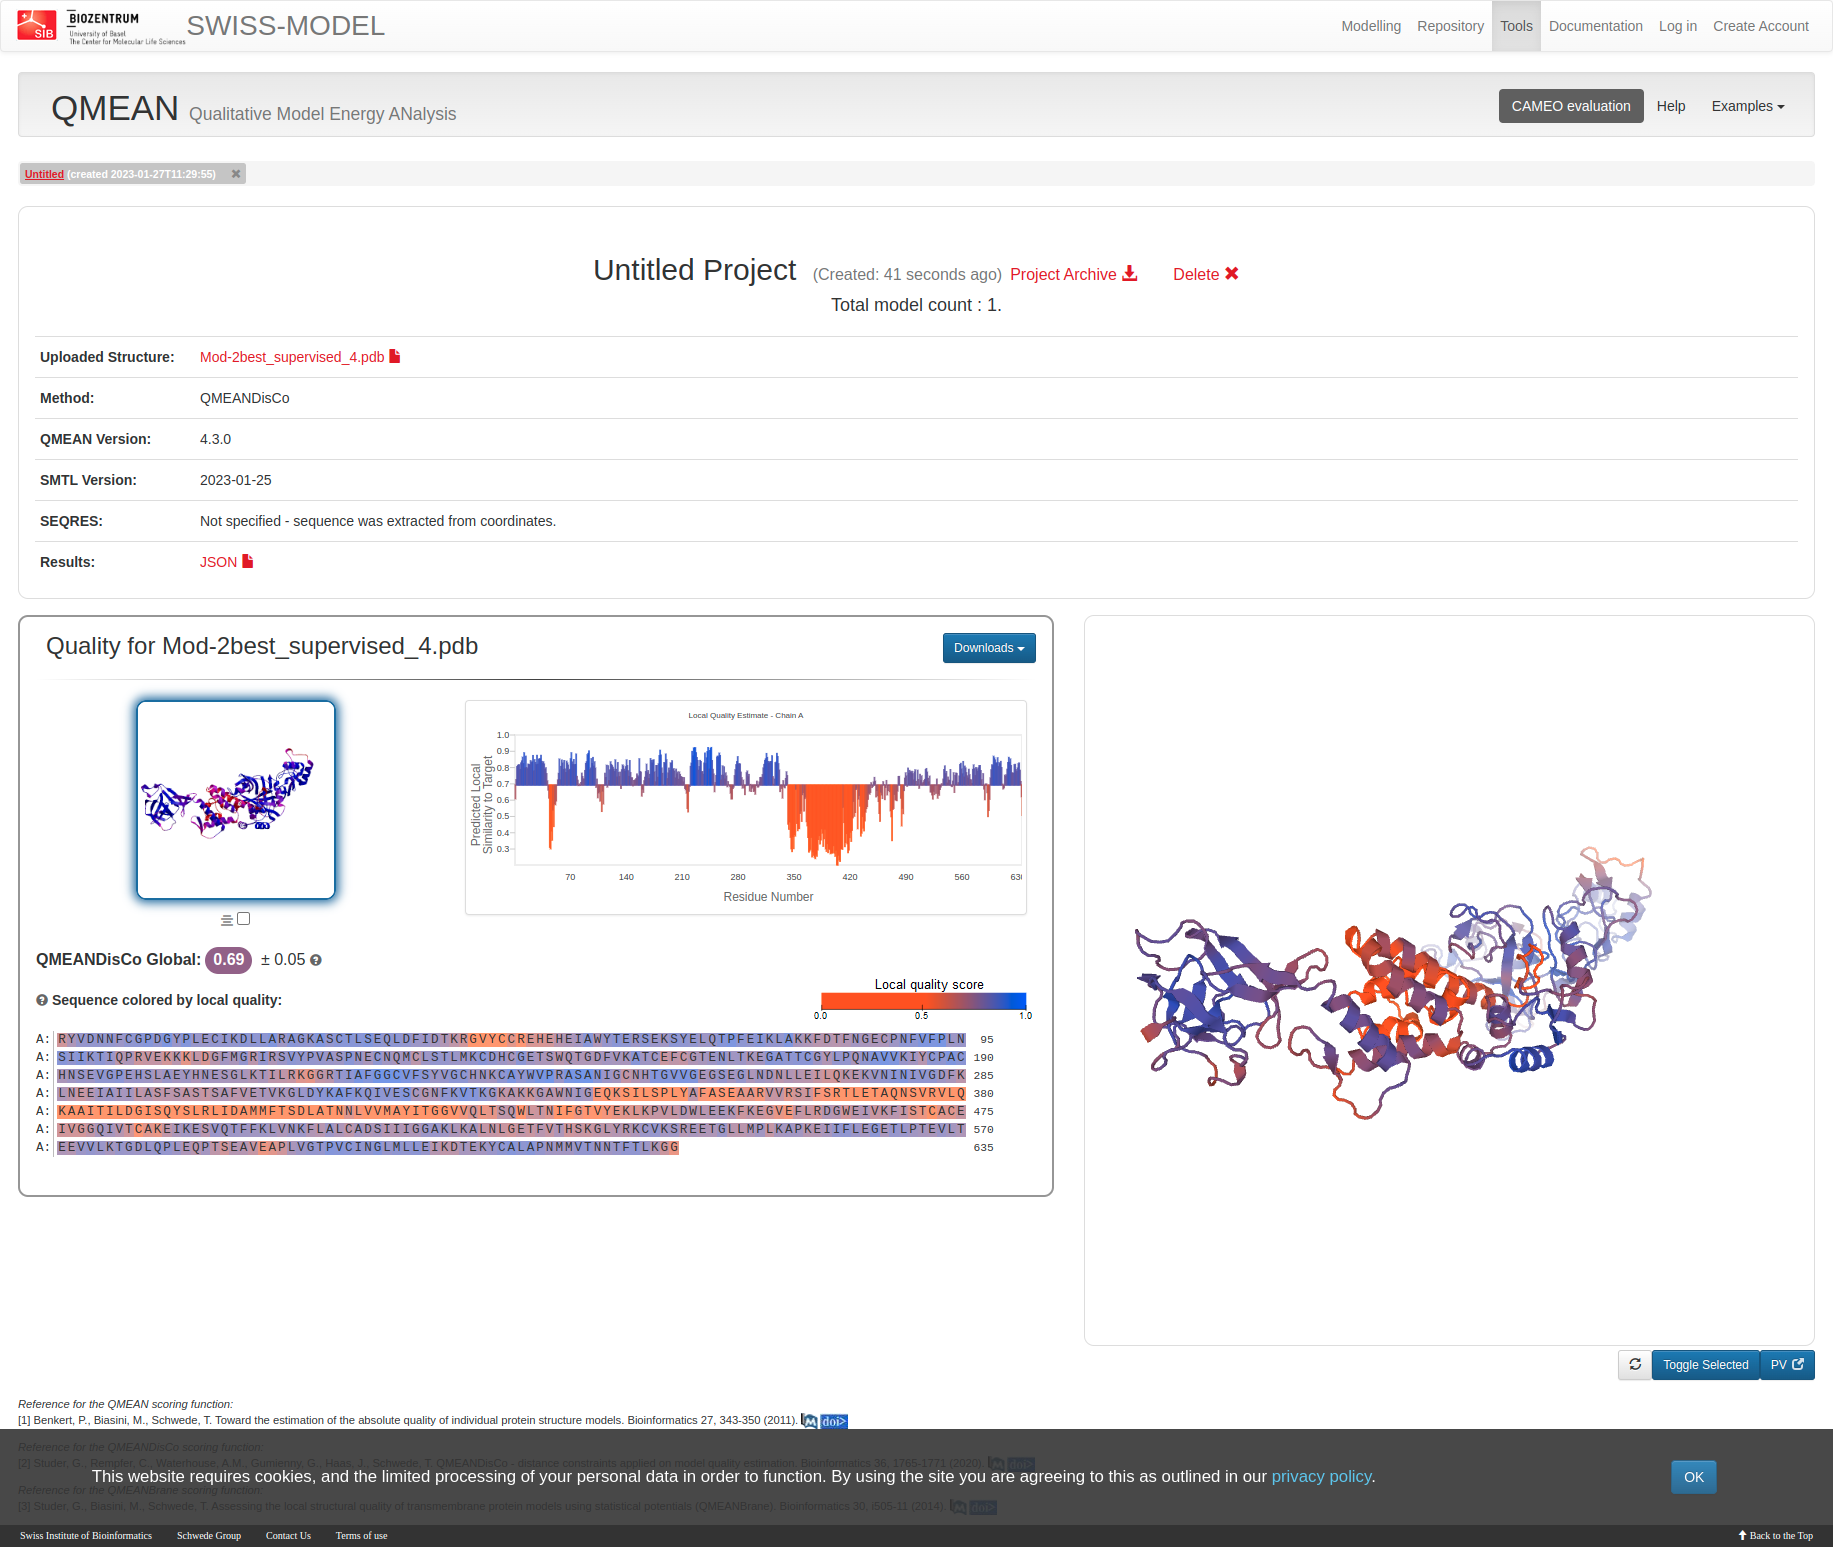 SIB
BIOZENTRUM
University of Basel
The Center for Molecular Life Sciences
SWISS-MODEL
Modelling Repository Tools Documentation Log in Create Account
QMEAN Qualitative Model Energy ANalysis
CAMEO evaluation Help Examples
Untitled (created 2023-01-27T11:29:55)
Untitled Project (Created: 41 seconds ago) Project Archive Delete
Total model count : 1.
Uploaded Structure: Mod-2best_supervised_4.pdb
Method: QMEANDisCo
QMEAN Version: 4.3.0
SMTL Version: 2023-01-25
SEQRES: Not specified - sequence was extracted from coordinates.
Results: JSON
Quality for Mod-2best_supervised_4.pdb
Downloads
Local Quality Estimate - Chain A
Predicted Local
Similarity to Target
1.0
0.9
0.8
0.7
0.6
0.5
0.4
0.3
70 140 210 280 350 420 490 560
Residue Number
QMEANDisCo Global: 0.69 ± 0.05
Sequence colored by local quality:
Local quality score
0.0 0.5 1.0
A: RYVDNNFCGPDGYPLECIKDLLARAGKASCTLSEQLDFIDTKRGVYCCREHEHEIAWYTERSEKSYELQTPFEIKLAKKFDTFNGECPNFVFPLN 95
A: SIIKTIQPRVEKKKLDGFMGRIRSVYPVASPNECNQMCLSTLMKCDHCGETSWQTGDFVKATCEFCGTENLTKEGATTCGYLPQNAVVKIYCPAC 190
A: HNSEVGPEHSLAEYHNESGLKTILRKGGRTIAFGGCVFSYVGCHNKCAYWVPRASANIGCNHTGVVGEGSEGLNDNLLEILQKEKVNINIVGDFK 285
A: LNEEIAIILASFSASTSAFVETVKGLDYKAFKQIVESCGNFKVTKGKAKKGAWNIGEQKSILSPLYAFASEAARVVRSIFSRTLETAQNSVRVLQ 380
A: KAAITILDGISQYSLRLIDAMMFTSDLATNNLVVMAYITGGVVQLTSQWLTNIFGTVYEKLKPVLDWLEEKFKEGVEFLRDGWEIVKFISTCACE 475
A: IVGGQIVTCAKEIKESVQTFFKLVNKFLALCADSIIIGGAKLKALNLGETFVTHSKGLYRKCVKSREETGLLMPLKAPKEIIFLEGETLPTEVLT 570
A: EEVVLKTGDLQPLEQPTSEAVEAPLVGTPVCINGLMLLEIKDTEKYCALAPNMMVTNNTFTLKGG 635
Toggle Selected PV
Reference for the QMEAN scoring function:
[1] Benkert, P., Biasini, M., Schwede, T. Toward the estimation of the absolute quality of individual protein structure models. Bioinformatics 27, 343-350 (2011). doi>
Reference for the QMEANDisCo scoring function:
[2] Studer, G., Rempfer, C., Waterhouse, A.M., Gumienny, G., Haas, J., Schwede, T. QMEANDisCo - distance constraints applied on model quality estimation. Bioinformatics 36, 1765-1771 (2020). doi>
This website requires cookies, and the limited processing of your personal data in order to function. By using the site you are agreeing to this as outlined in our privacy policy. OK
Reference for the QMEANBrane scoring function:
[3] Studer, G., Biasini, M., Schwede, T. Assessing the local structural quality of transmembrane protein models using statistical potentials (QMEANBrane). Bioinformatics 30, i505-11 (2014). doi>
Swiss Institute of Bioinformatics Schwede Group Contact Us Terms of use Back to the Top